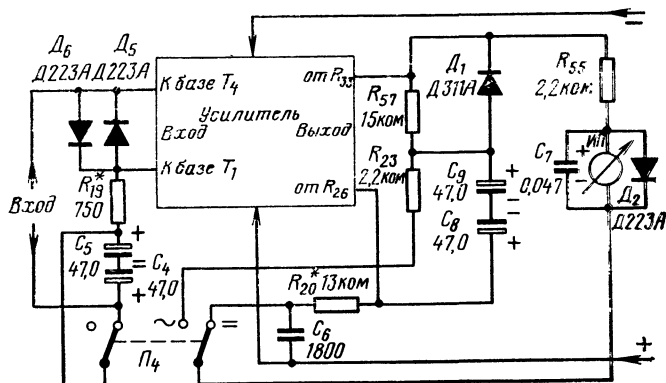 −
Д6
Д5
Д223А Д223А
К базе Т4
от R33
Усилитель
Вход
Выход
К базе Т1
от R26
Вход
R19*
750
C5
47,0
C4
47,0
=
R57
15ком
R23
2,2ком
Д1
Д311А
R55
2,2ком
C9
47,0
C8
47,0
+
−
−
+
C7
0,047
+
−
ИП
Д2
Д223А
+
+
R20* 13ком
C6
1800
~
=
П4
+